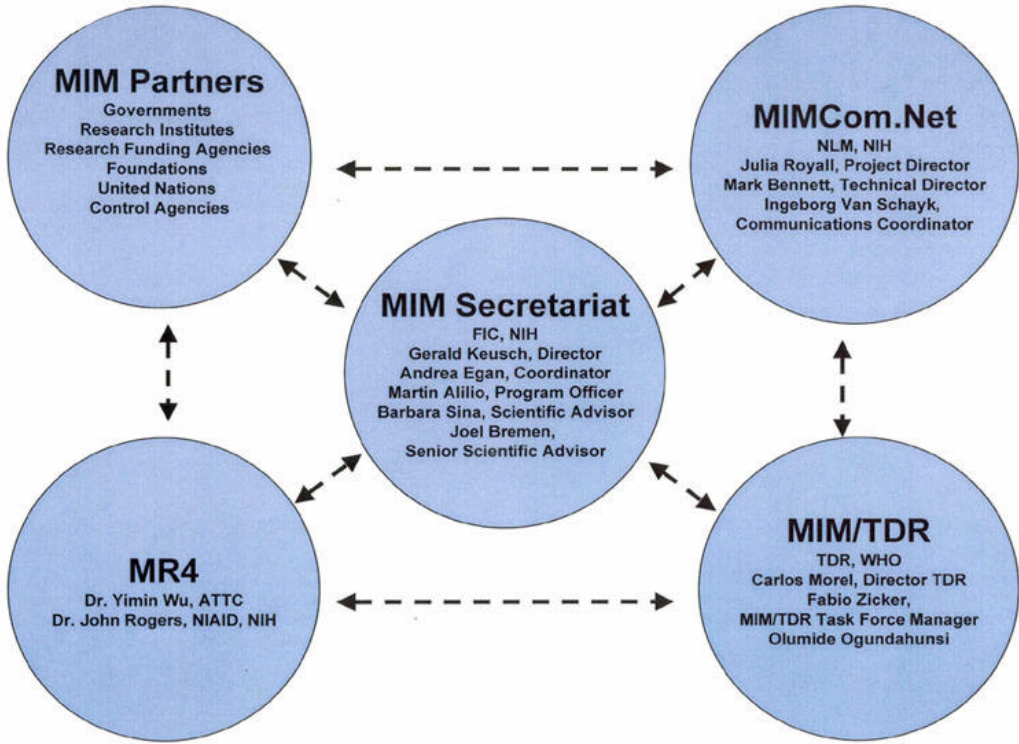 MIM Partners
Governments
Research Institutes
Research Funding Agencies
Foundations
United Nations
Control Agencies
MIMCom.Net
NLM, NIH
Julia Royall, Project Director
Mark Bennett, Technical Director
Ingeborg Van Schayk,
Communications Coordinator
MIM Secretariat
FIC, NIH
Gerald Keusch, Director
Andrea Egan, Coordinator
Martin Alilio, Program Officer
Barbara Sina, Scientific Advisor
Joel Bremen,
Senior Scientific Advisor
MR4
Dr. Yimin Wu, ATTC
Dr. John Rogers, NIAID, NIH
MIM/TDR
TDR, WHO
Carlos Morel, Director TDR
Fabio Zicker,
MIM/TDR Task Force Manager
Olumide Ogundahunsi